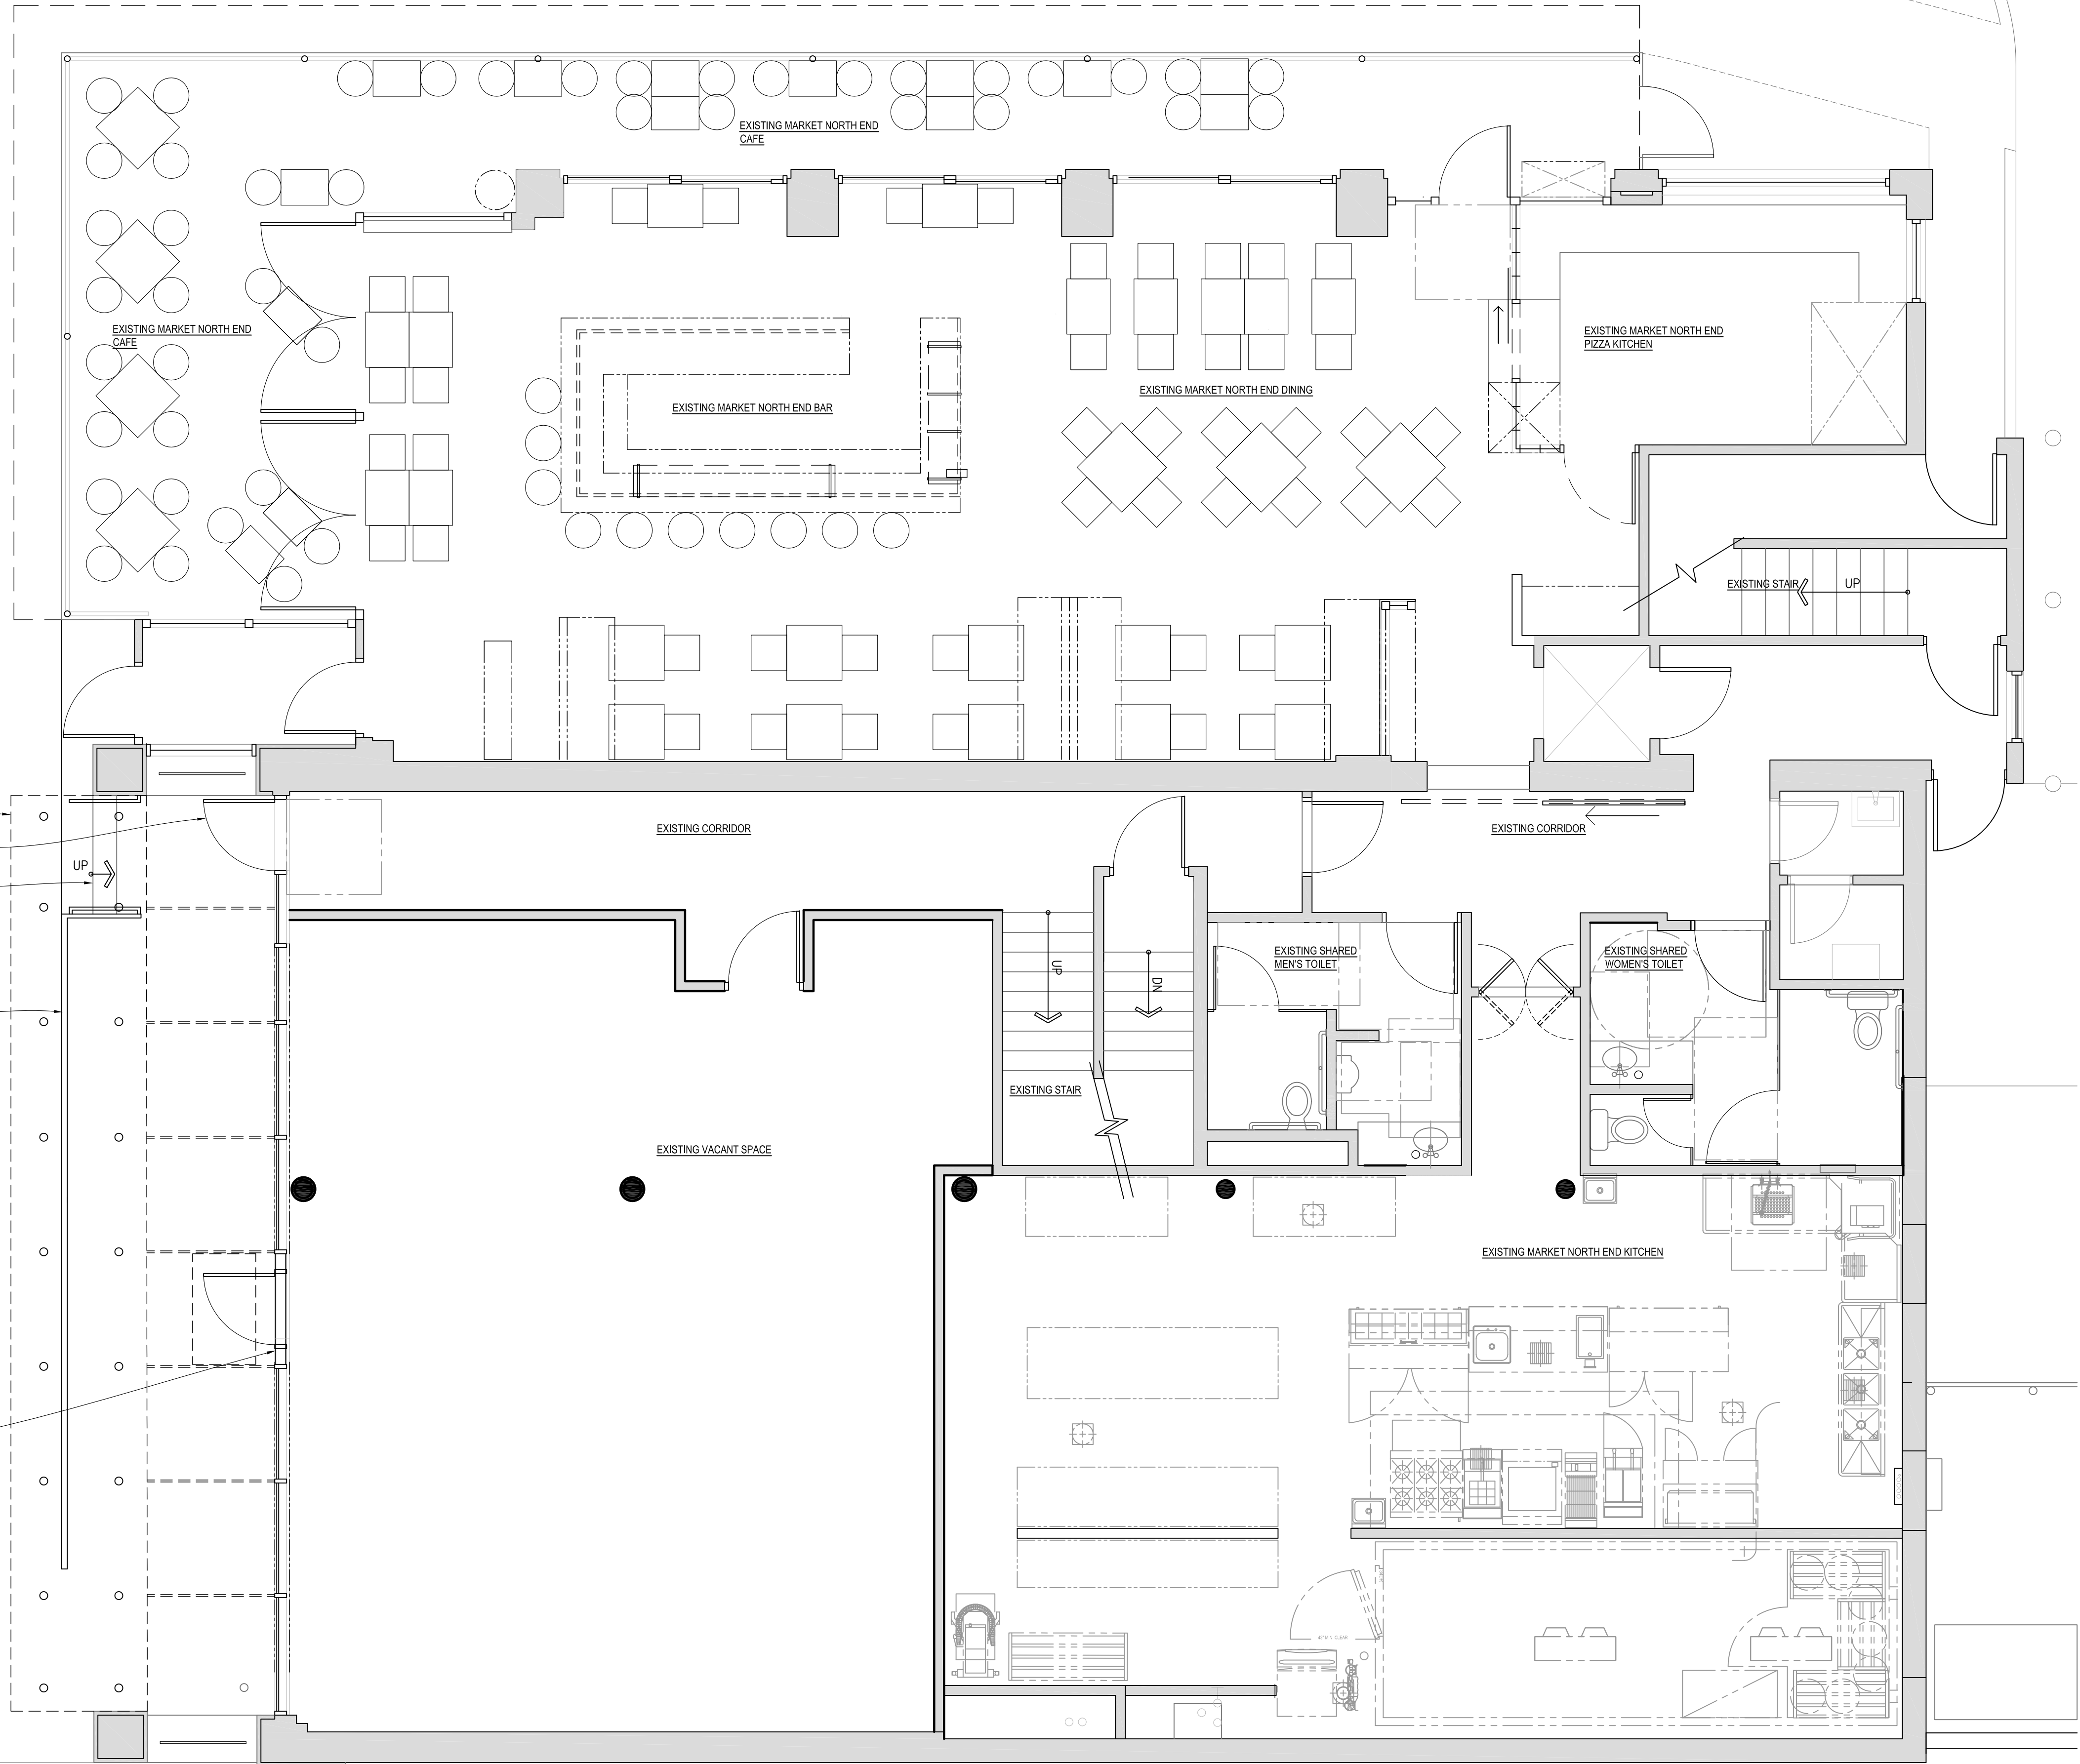 EXISTING MARKET NORTH END
CAFE
EXISTING MARKET NORTH END
CAFE
EXISTING MARKET NORTH END
PIZZA KITCHEN
EXISTING MARKET NORTH END DINING
EXISTING MARKET NORTH END BAR
EXISTING STAIR
UP
EXISTING CORRIDOR
EXISTING CORRIDOR
UP
EXISTING SHARED
MEN'S TOILET
EXISTING SHARED
WOMEN'S TOILET
UP
DN
EXISTING STAIR
EXISTING VACANT SPACE
EXISTING MARKET NORTH END KITCHEN